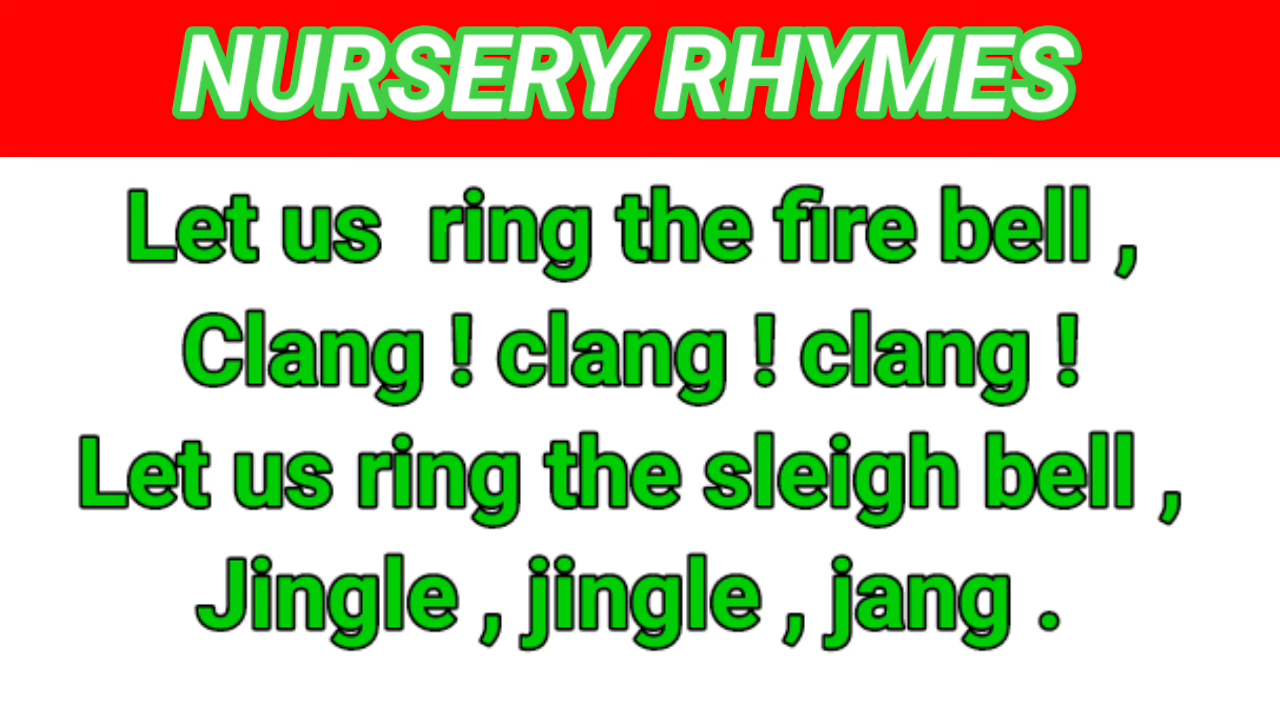 NURSERY RHYMES
Let us  ring the fire bell ,
Clang ! clang ! clang !
Let us ring the sleigh bell ,
Jingle , jingle , jang .